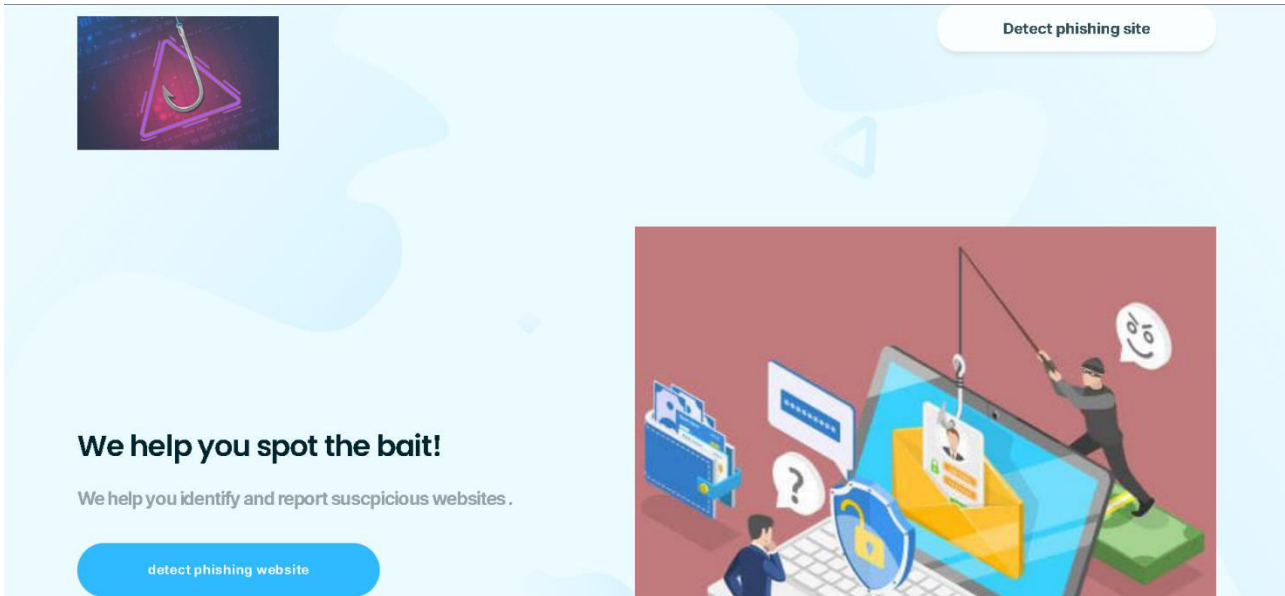 Detect phishing site
We help you spot the bait!
We help you identify and report suscpicious websites .
detect phishing website
?